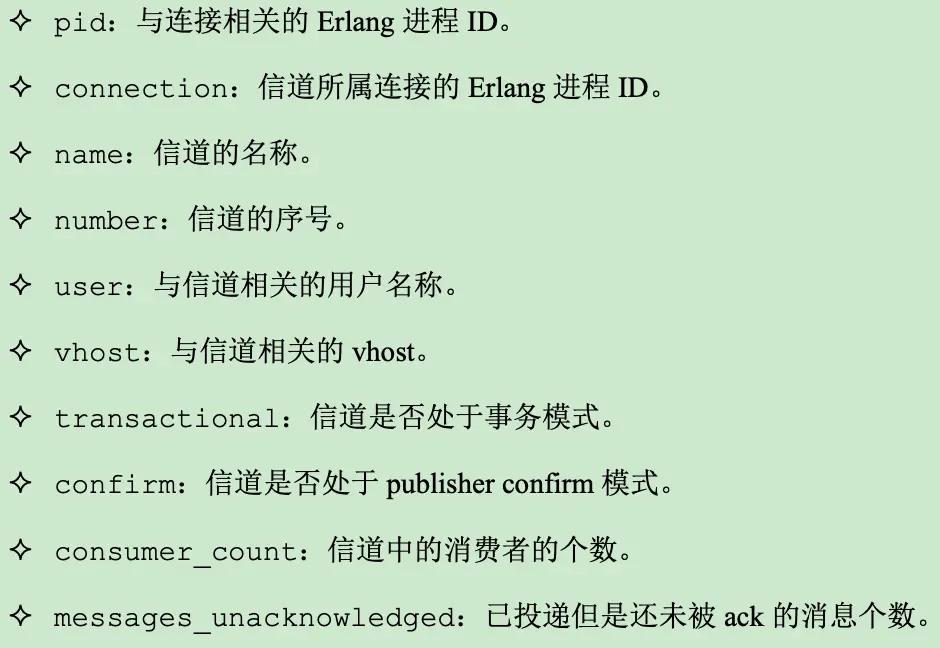 ✧ pid：与连接相关的 Erlang 进程 ID。
✧ connection：信道所属连接的 Erlang 进程 ID。
✧ name：信道的名称。
✧ number：信道的序号。
✧ user：与信道相关的用户名称。
✧ vhost：与信道相关的 vhost。
✧ transactional：信道是否处于事务模式。
✧ confirm：信道是否处于 publisher confirm 模式。
✧ consumer_count：信道中的消费者的个数。
✧ messages_unacknowledged：已投递但是还未被 ack 的消息个数。